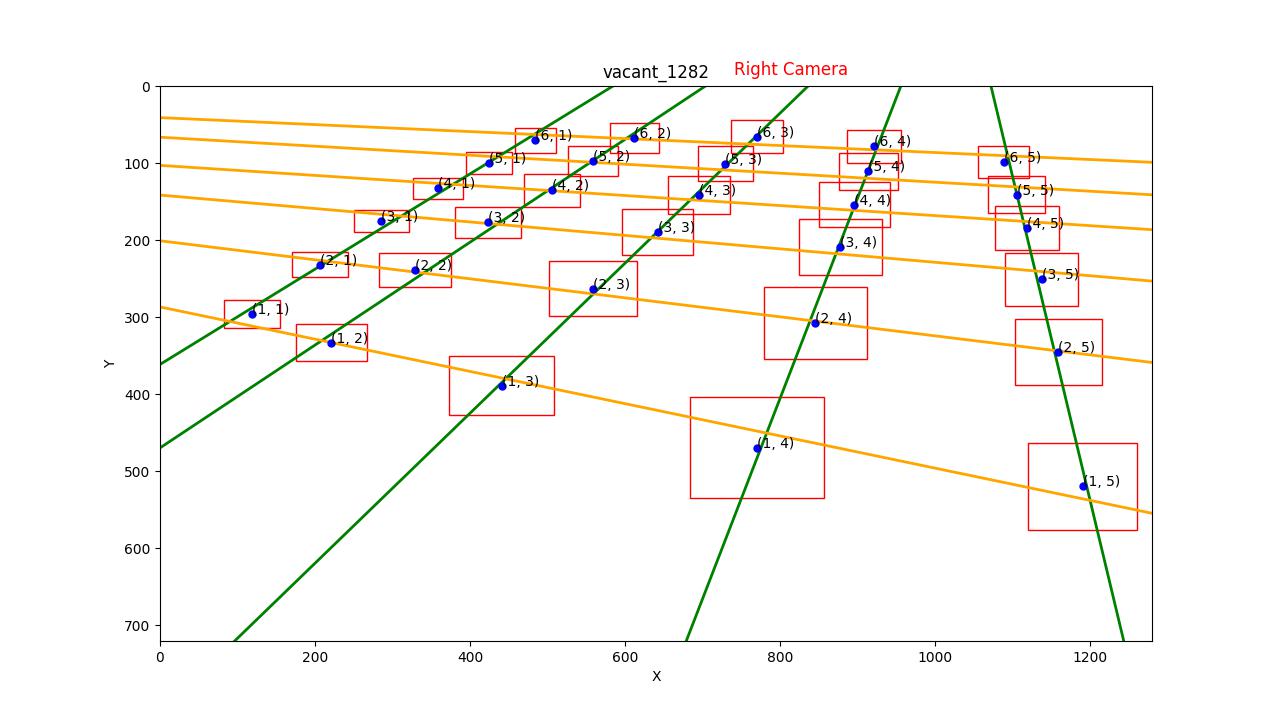 vacant_1282 Right Camera
0
(6, 1) (6, 2) (6, 3) (6, 4) (6, 5)
100
(5, 1) (5, 2) (5, 3) (5, 4) (5, 5)
(4, 1) (4, 2) (4, 3) (4, 4) (4, 5)
200
(3, 1) (3, 2) (3, 3) (3, 4) (3, 5)
(2, 1) (2, 2) (2, 3) (2, 4) (2, 5)
300
(1, 1) (1, 2) (1, 3) (1, 4) (1, 5)
Y
400
500
600
700
0 200 400 600 800 1000 1200
X